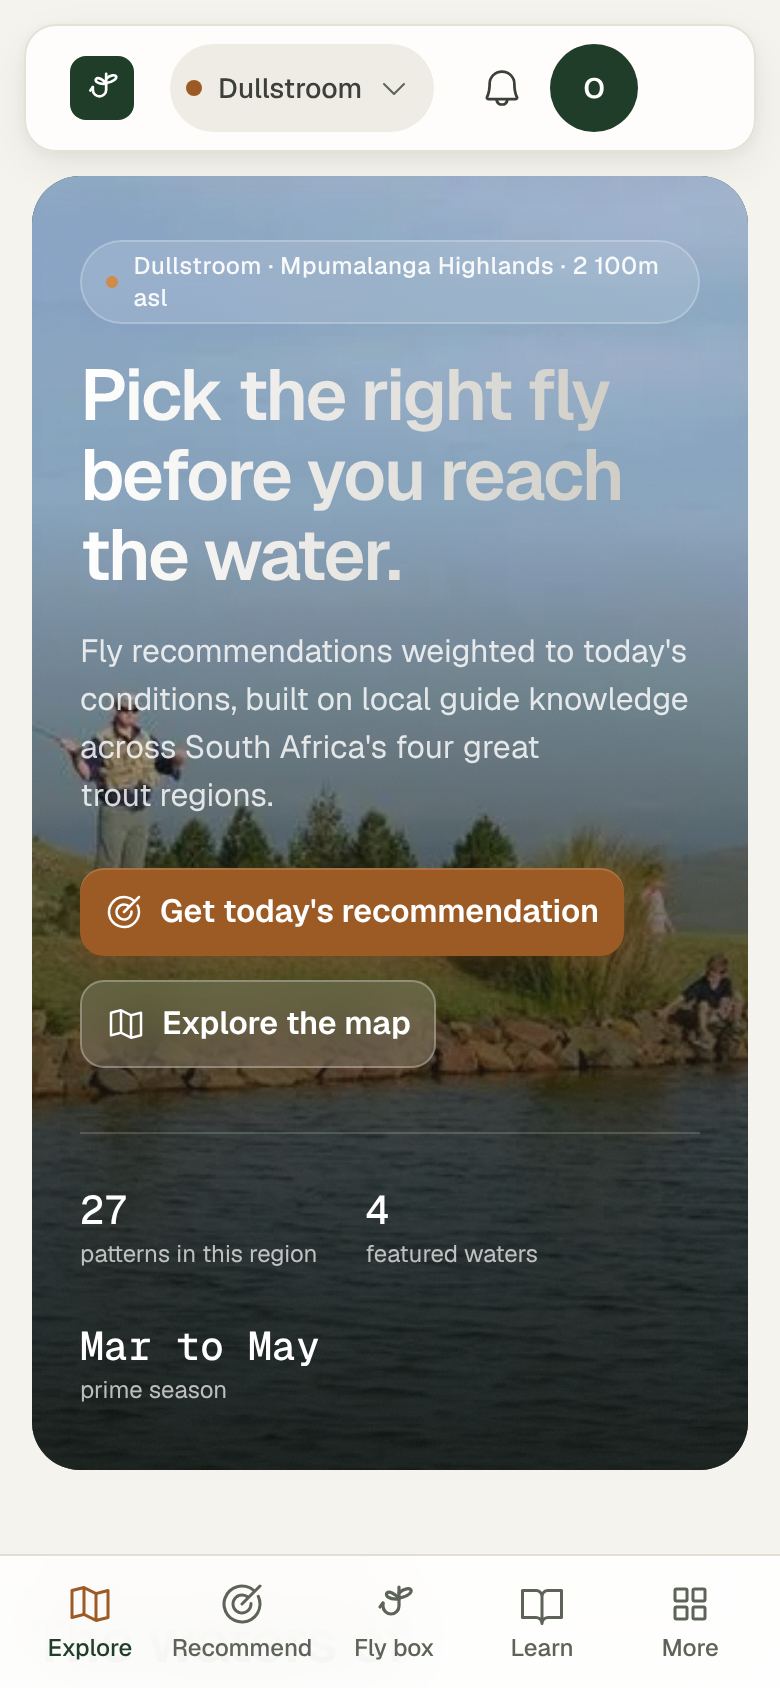 Dullstroom
O
Dullstroom · Mpumalanga Highlands · 2 100m
asl
Pick the right fly
before you reach
the water.
Fly recommendations weighted to today's
conditions, built on local guide knowledge
across South Africa's four great
trout regions.
Get today's recommendation
Explore the map
27
patterns in this region
4
featured waters
Mar to May
prime season
Explore
Recommend
Fly box
Learn
More